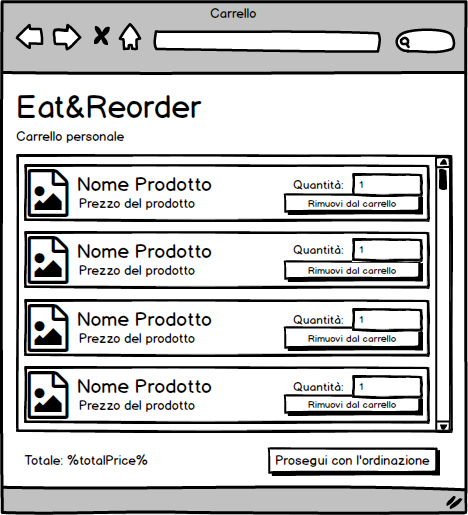 Carrello
Eat&Reorder
Carrello personale
Nome Prodotto
Prezzo del prodotto
Quantità: 1
Rimuovi dal carrello
Nome Prodotto
Prezzo del prodotto
Quantità: 1
Rimuovi dal carrello
Nome Prodotto
Prezzo del prodotto
Quantità: 1
Rimuovi dal carrello
Nome Prodotto
Prezzo del prodotto
Quantità: 1
Rimuovi dal carrello
Totale: %totalPrice%
Prosegui con l'ordinazione